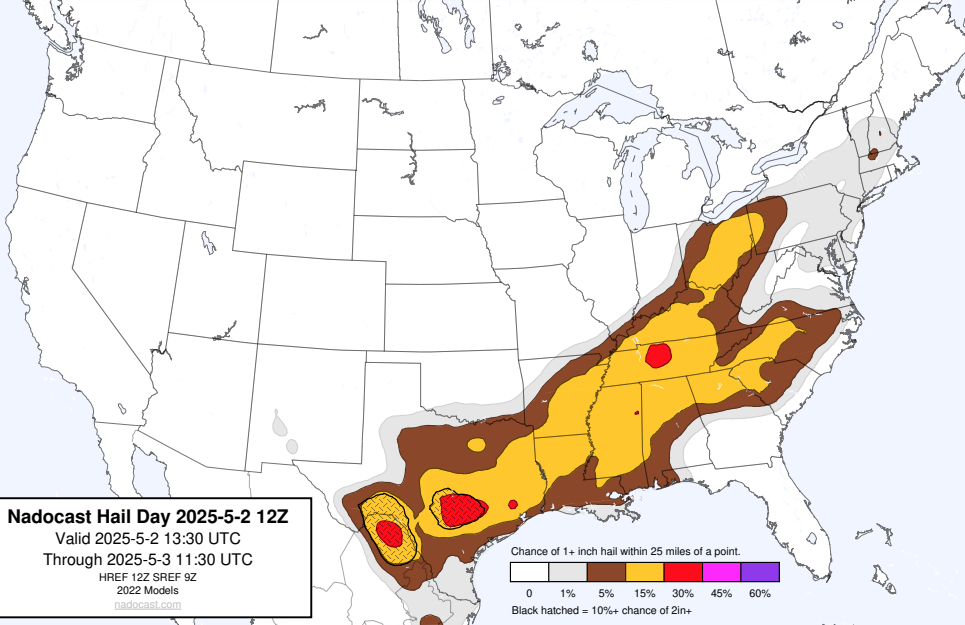 Nadocast Hail Day 2025-5-2 12Z
Valid 2025-5-2 13:30 UTC
Through 2025-5-3 11:30 UTC
HREF 12Z SREF 9Z
2022 Models
nadocast.com
Chance of 1+ inch hail within 25 miles of a point.
0 1% 5% 15% 30% 45% 60%
Black hatched = 10%+ chance of 2in+